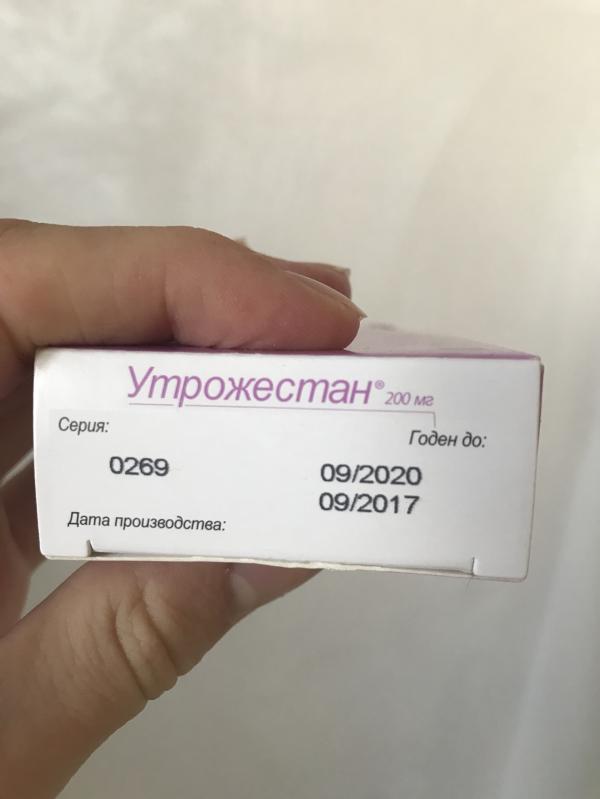 Утрожестан® 200 мг
Серия:
Годен до:
0269
09/2020
09/2017
Дата производства: